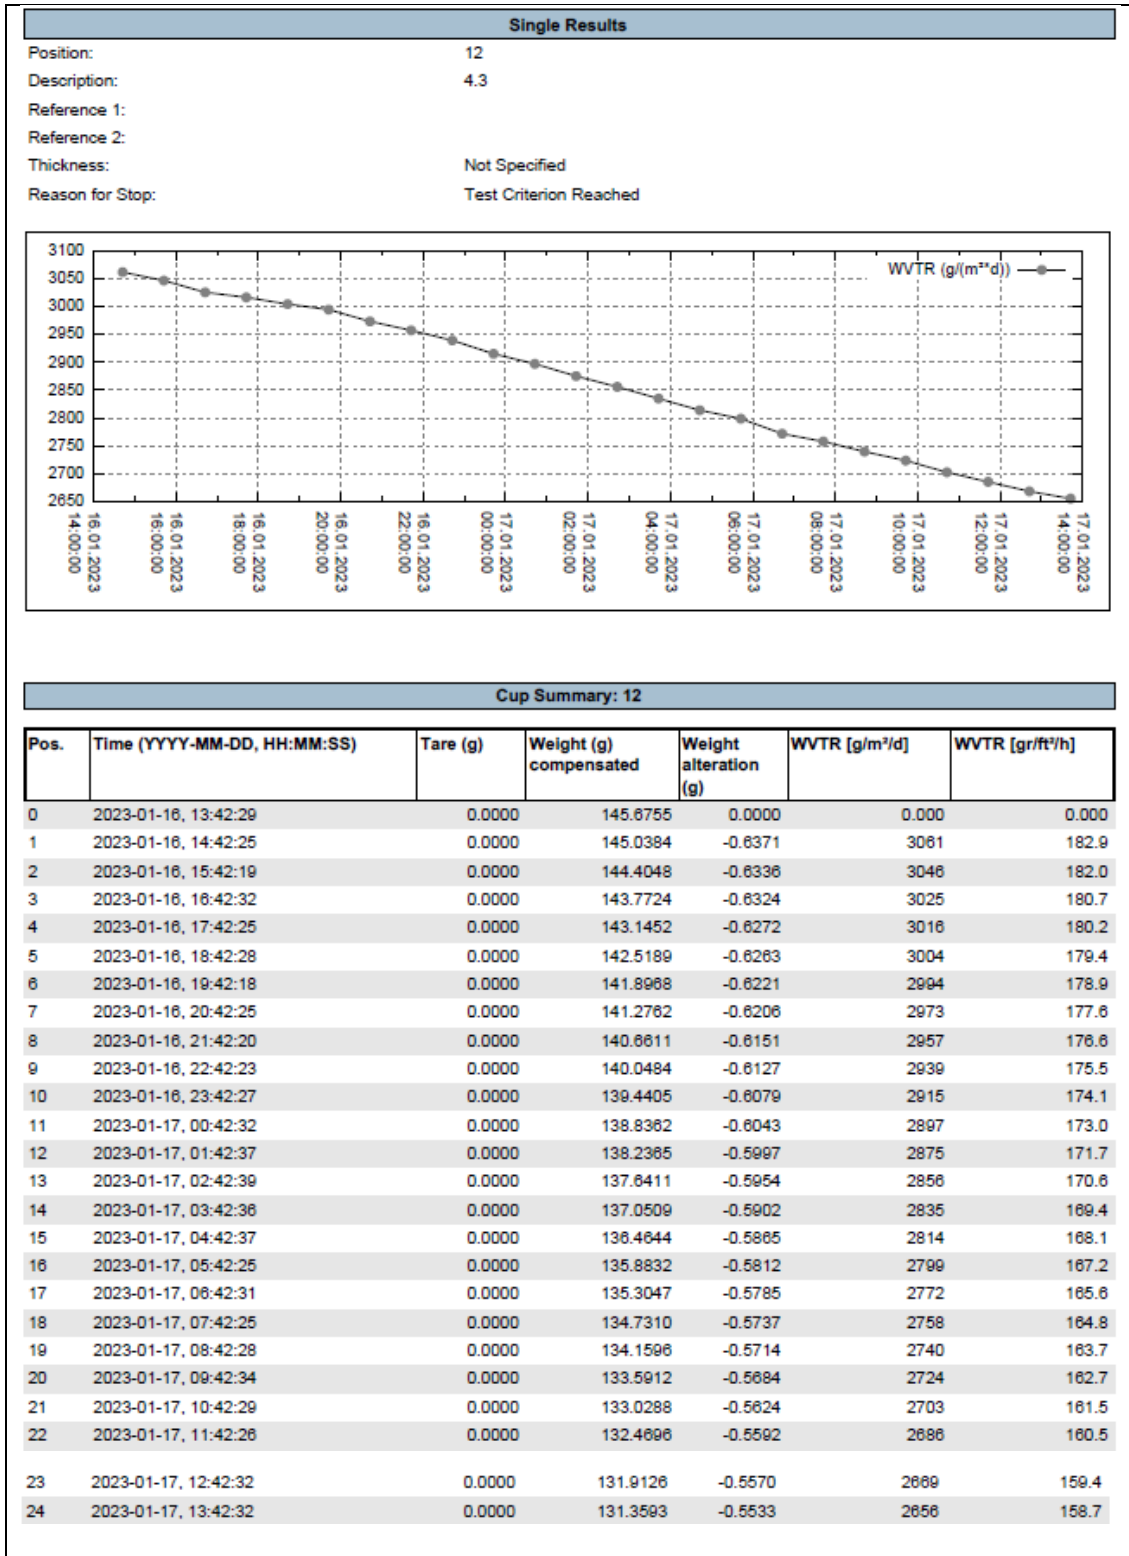 Single Results
Position: 12
Description: 4.3
Reference 1:
Reference 2:
Thickness: Not Specified
Reason for Stop: Test Criterion Reached
WVTR (g/(m²*d))
3100
3050
3000
2950
2900
2850
2800
2750
2700
2650
16.01.2023 14:00:00
16.01.2023 16:00:00
16.01.2023 18:00:00
16.01.2023 20:00:00
16.01.2023 22:00:00
17.01.2023 00:00:00
17.01.2023 02:00:00
17.01.2023 04:00:00
17.01.2023 06:00:00
17.01.2023 08:00:00
17.01.2023 10:00:00
17.01.2023 12:00:00
17.01.2023 14:00:00
Cup Summary: 12
Pos. Time (YYYY-MM-DD, HH:MM:SS) Tare (g) Weight (g) compensated Weight alteration (g) WVTR [g/m²/d] WVTR [gr/ft²/h]
0 2023-01-16, 13:42:29 0.0000 145.6755 0.0000 0.000 0.000
1 2023-01-16, 14:42:25 0.0000 145.0384 -0.6371 3061 182.9
2 2023-01-16, 15:42:19 0.0000 144.4048 -0.6336 3046 182.0
3 2023-01-16, 16:42:32 0.0000 143.7724 -0.6324 3025 180.7
4 2023-01-16, 17:42:25 0.0000 143.1452 -0.6272 3016 180.2
5 2023-01-16, 18:42:28 0.0000 142.5189 -0.6263 3004 179.4
6 2023-01-16, 19:42:18 0.0000 141.8968 -0.6221 2994 178.9
7 2023-01-16, 20:42:25 0.0000 141.2762 -0.6206 2973 177.6
8 2023-01-16, 21:42:20 0.0000 140.6611 -0.6151 2957 176.6
9 2023-01-16, 22:42:23 0.0000 140.0484 -0.6127 2939 175.5
10 2023-01-16, 23:42:27 0.0000 139.4405 -0.6079 2915 174.1
11 2023-01-17, 00:42:32 0.0000 138.8362 -0.6043 2897 173.0
12 2023-01-17, 01:42:37 0.0000 138.2365 -0.5997 2875 171.7
13 2023-01-17, 02:42:39 0.0000 137.6411 -0.5954 2856 170.6
14 2023-01-17, 03:42:36 0.0000 137.0509 -0.5902 2835 169.4
15 2023-01-17, 04:42:37 0.0000 136.4644 -0.5865 2814 168.1
16 2023-01-17, 05:42:25 0.0000 135.8832 -0.5812 2799 167.2
17 2023-01-17, 06:42:31 0.0000 135.3047 -0.5785 2772 165.6
18 2023-01-17, 07:42:25 0.0000 134.7310 -0.5737 2758 164.8
19 2023-01-17, 08:42:28 0.0000 134.1596 -0.5714 2740 163.7
20 2023-01-17, 09:42:34 0.0000 133.5912 -0.5684 2724 162.7
21 2023-01-17, 10:42:29 0.0000 133.0288 -0.5624 2703 161.5
22 2023-01-17, 11:42:26 0.0000 132.4696 -0.5592 2686 160.5
23 2023-01-17, 12:42:32 0.0000 131.9126 -0.5570 2669 159.4
24 2023-01-17, 13:42:32 0.0000 131.3593 -0.5533 2656 158.7